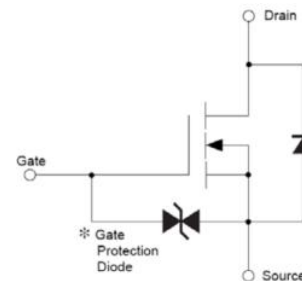 Drain
Gate
* Gate
Protection
Diode
Source